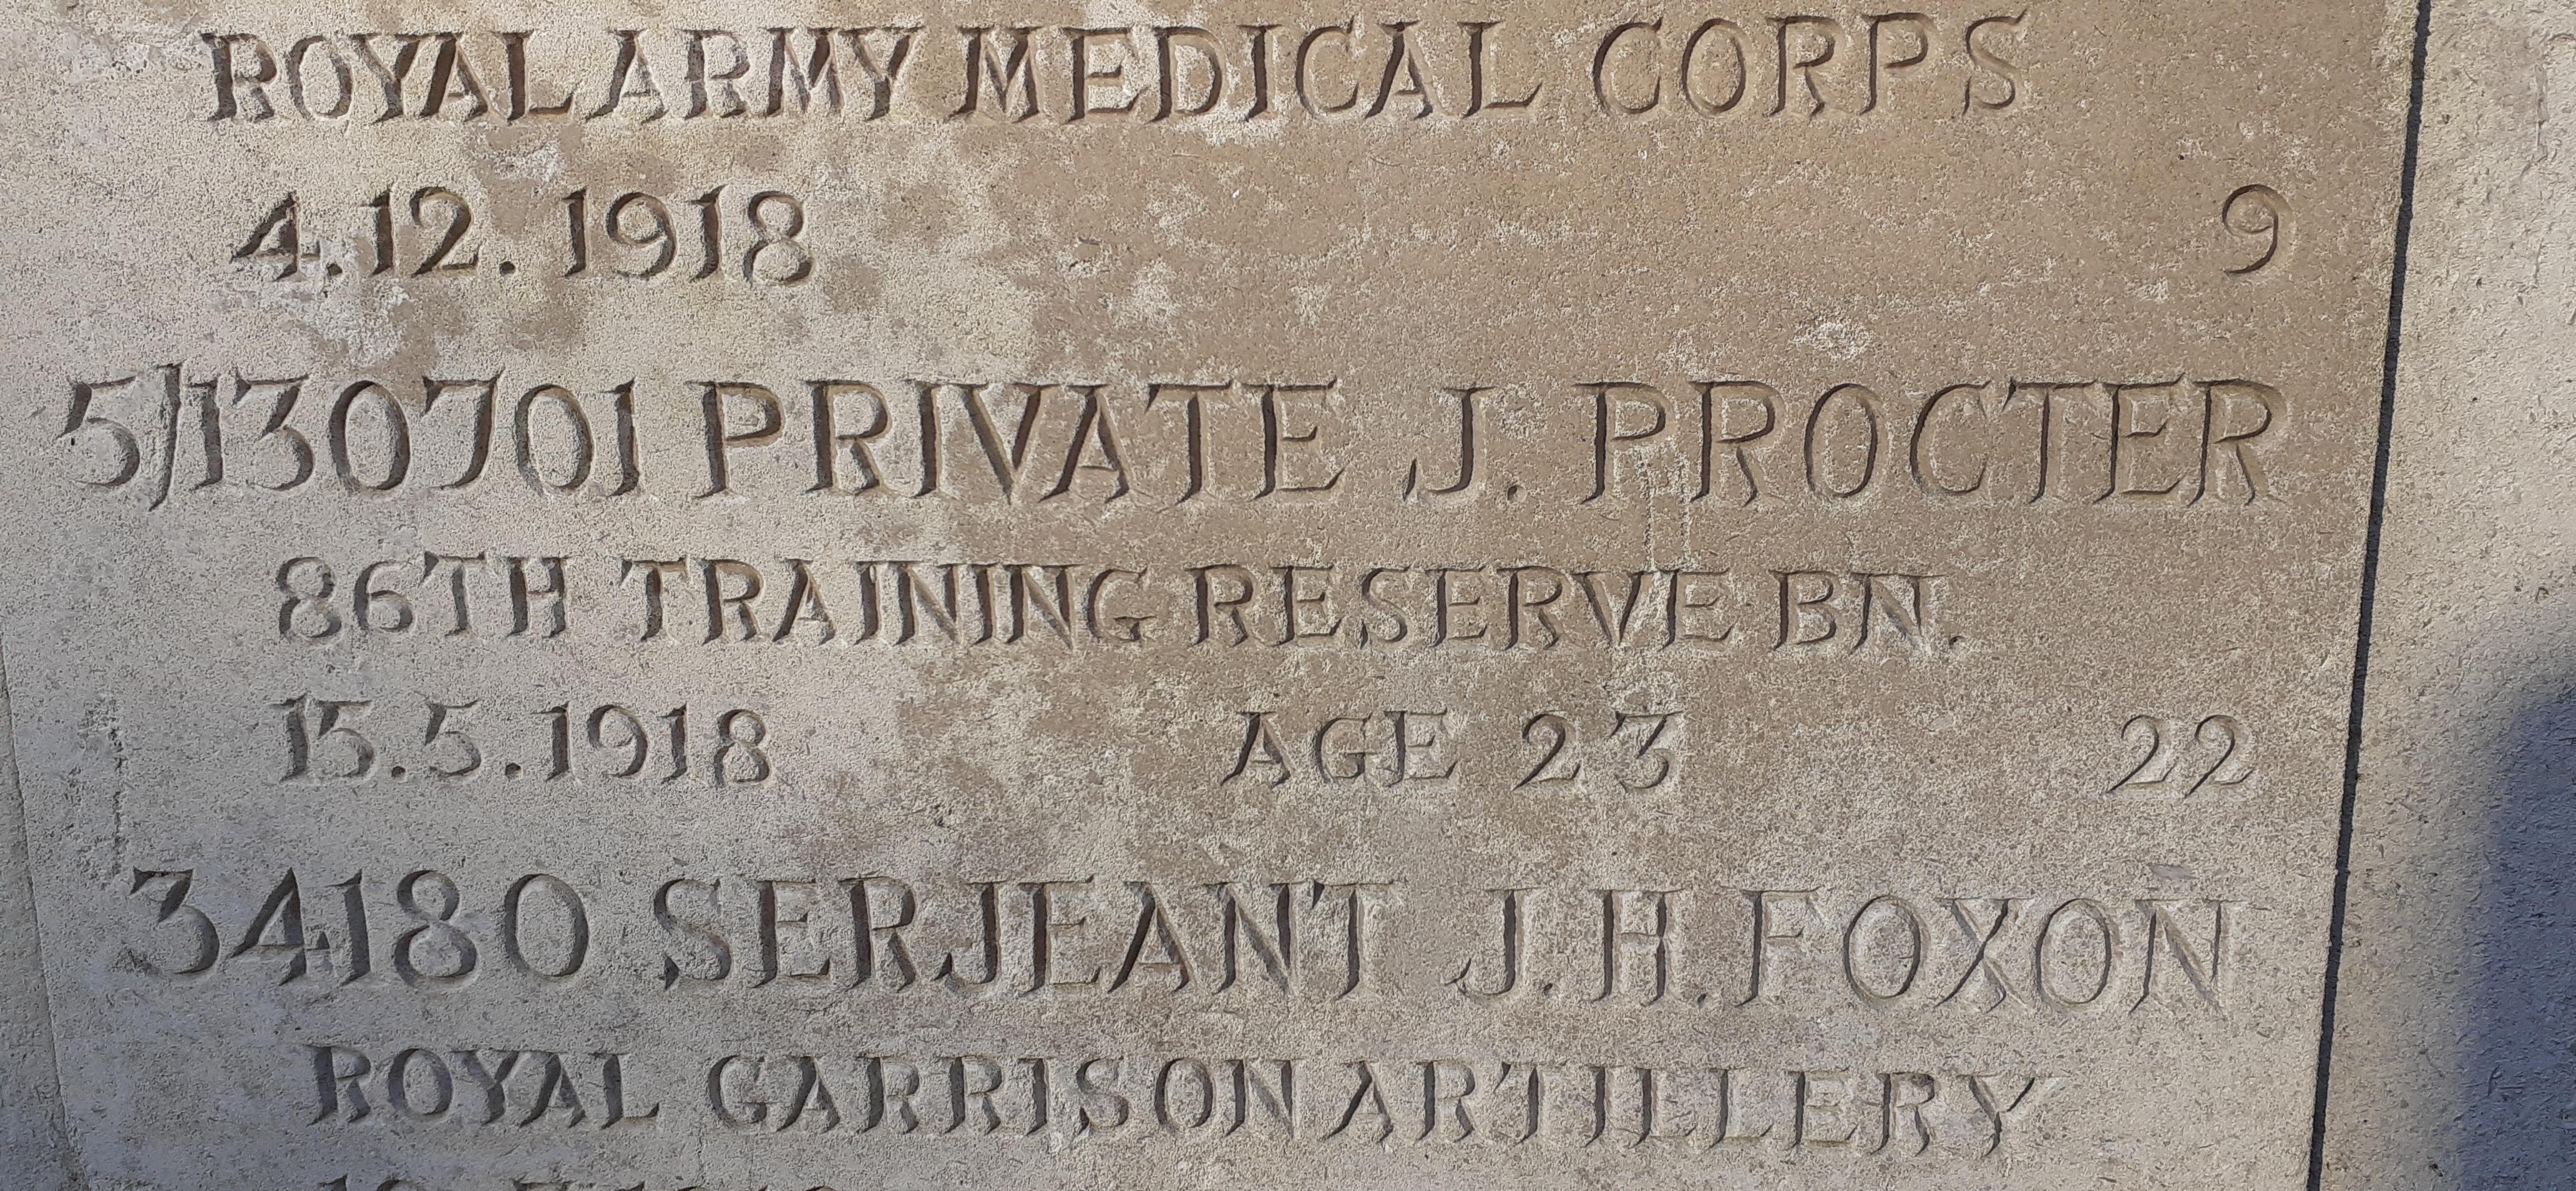 ROYAL ARMY MEDICAL CORPS
4.12.1918 9
5/130701 PRIVATE J. PROCTER
86TH TRAINING RESERVE BN.
15.5.1918 AGE 23 22
34180 SERJEANT J.H. FOXON
ROYAL GARRISON ARTILLERY